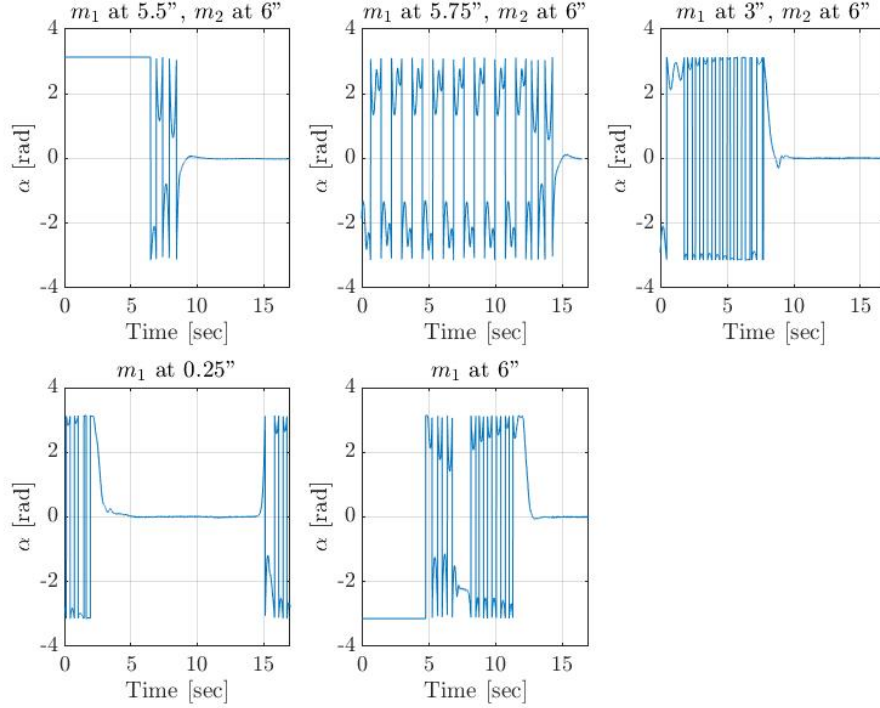 m₁ at 5.5", m₂ at 6"
4
2
0
-2
-4
α [rad]
0 5 10 15
Time [sec]
m₁ at 5.75", m₂ at 6"
4
2
0
-2
-4
α [rad]
0 5 10 15
Time [sec]
m₁ at 3", m₂ at 6"
4
2
0
-2
-4
α [rad]
0 5 10 15
Time [sec]
m₁ at 0.25"
4
2
0
-2
-4
α [rad]
0 5 10 15
Time [sec]
m₁ at 6"
4
2
0
-2
-4
α [rad]
0 5 10 15
Time [sec]